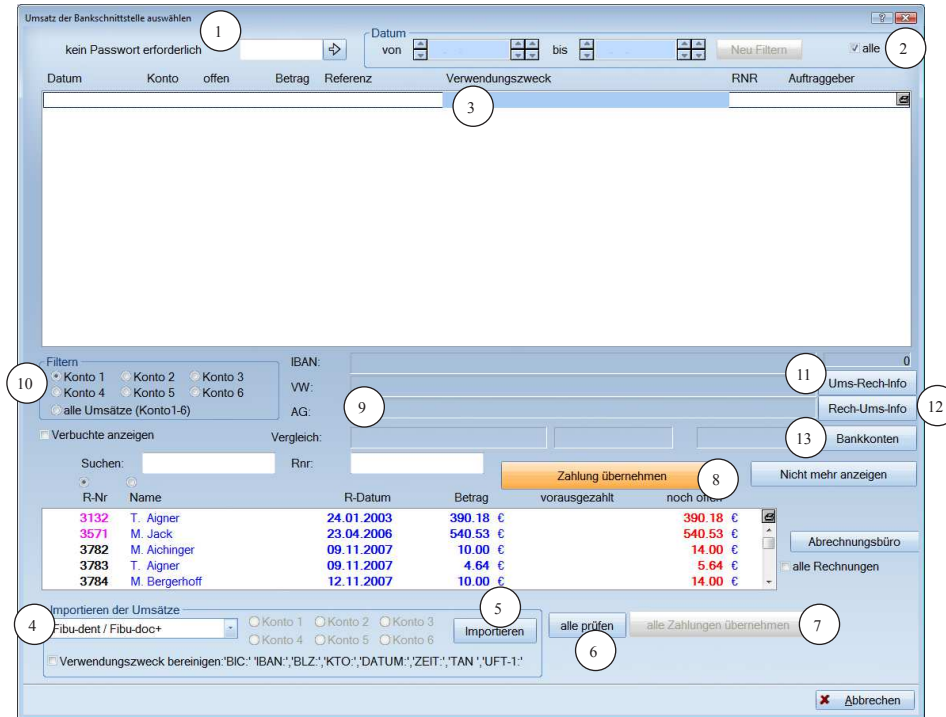 Umsatz der Bankschnittstelle auswählen
1
kein Passwort erforderlich
Datum
von
bis
Neu Filtern
alle
2
Datum Konto offen Betrag Referenz Verwendungszweck RNR Auftraggeber
3
Filtern
10
Konto 1 Konto 2 Konto 3
Konto 4 Konto 5 Konto 6
alle Umsätze (Konto1-6)
IBAN:
0
VW:
11
Ums-Rech-Info
AG:
9
Rech-Ums-Info
12
Verbuchte anzeigen
Vergleich:
13
Bankkonten
Suchen:
Rnr:
Zahlung übernehmen
8
Nicht mehr anzeigen
R-Nr Name R-Datum Betrag vorausgezahlt noch offen
3132 T. Aigner 24.01.2003 390.18 € 390.18 €
3571 M. Jack 23.04.2006 540.53 € 540.53 €
3782 M. Aichinger 09.11.2007 10.00 € 14.00 €
3783 T. Aigner 09.11.2007 4.64 € 5.64 €
3784 M. Bergerhoff 12.11.2007 10.00 € 14.00 €
Abrechnungsbüro
alle Rechnungen
Importieren der Umsätze
4
Fibu-dent / Fibu-doc+
Konto 1 Konto 2 Konto 3
Konto 4 Konto 5 Konto 6
5
Importieren
alle prüfen
6
alle Zahlungen übernehmen
7
Verwendungszweck bereinigen:'BIC:' 'IBAN:','BLZ:','KTO:','DATUM:','ZEIT:','TAN ','UFT-1:'
Abbrechen